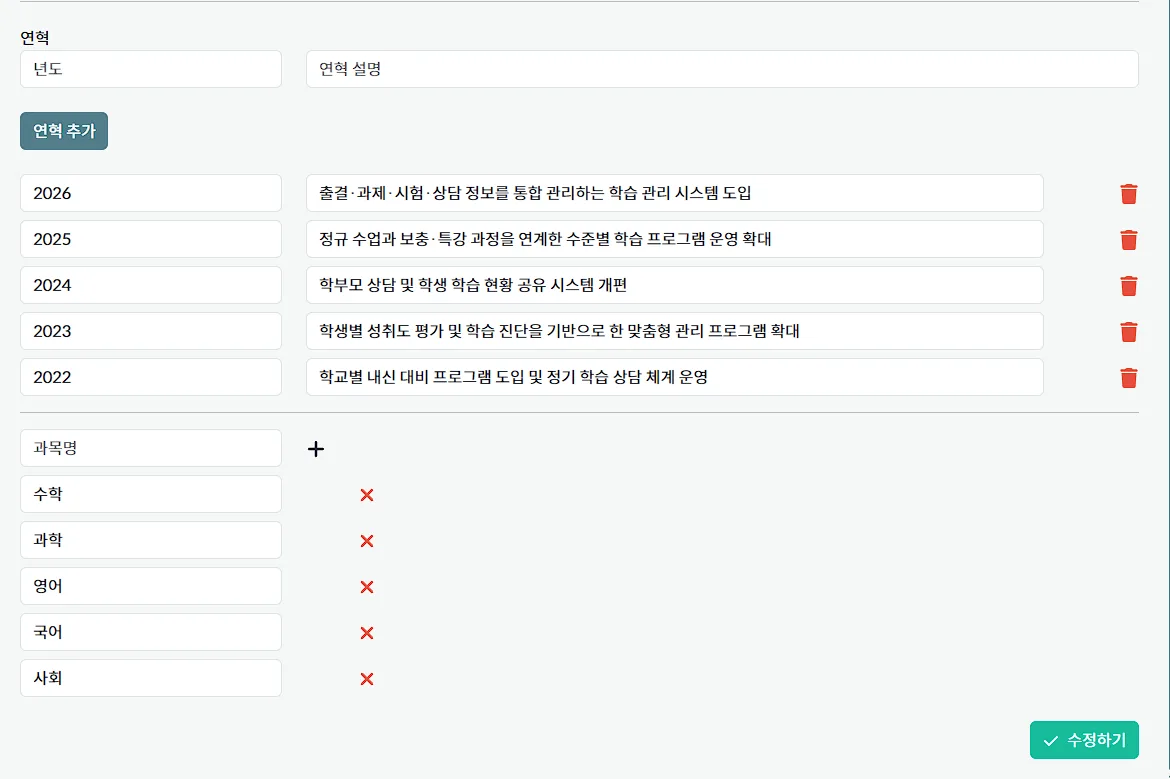 연혁
년도 연혁 설명
연혁 추가
2026 출결·과제·시험·상담 정보를 통합 관리하는 학습 관리 시스템 도입
2025 정규 수업과 보충·특강 과정을 연계한 수준별 학습 프로그램 운영 확대
2024 학부모 상담 및 학생 학습 현황 공유 시스템 개편
2023 학생별 성취도 평가 및 학습 진단을 기반으로 한 맞춤형 관리 프로그램 확대
2022 학교별 내신 대비 프로그램 도입 및 정기 학습 상담 체계 운영
과목명
수학
과학
영어
국어
사회
수정하기